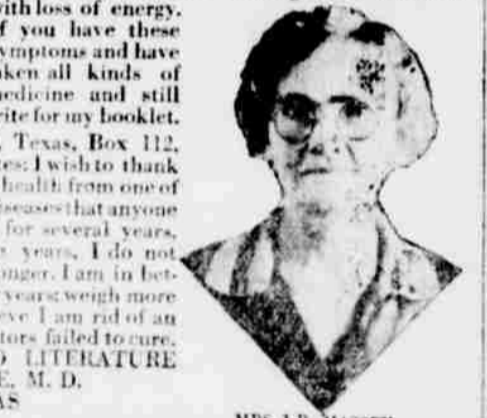 with loss of energy.
f you have these
ymptoms and have
aken all kinds of
edicine and still
rite for my booklet.
, Texas, Box 112,
tes: I wish to thank
health from one of
iseases that anyone
for several years,
e years, I do not
onger. I am in bet-
years; weigh more
eve I am rid of an
tors failed to cure.
O LITERATURE
E, M. D.
AS
MRS. J.B.